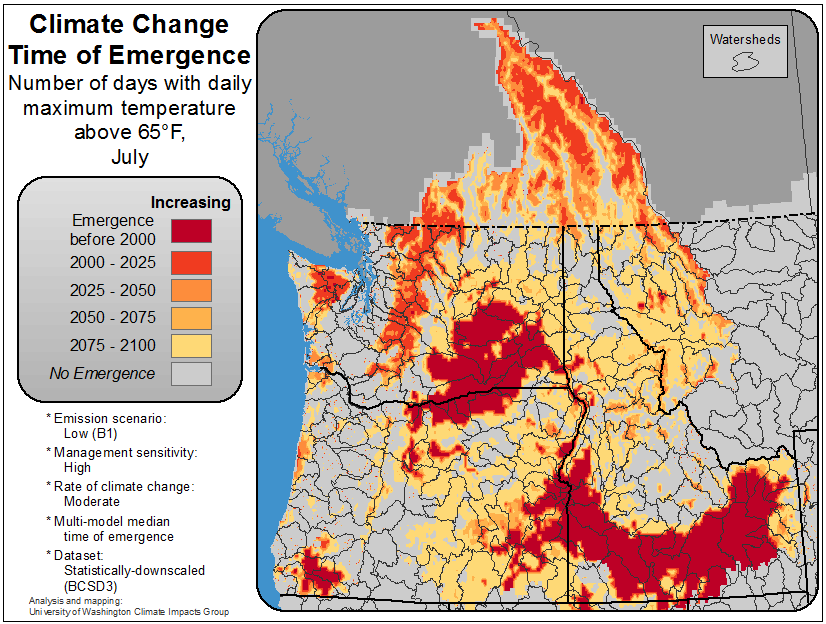 Climate Change
Time of Emergence
Number of days with daily
maximum temperature
above 65°F,
July
Increasing
Emergence
before 2000
2000 - 2025
2025 - 2050
2050 - 2075
2075 - 2100
No Emergence
* Emission scenario:
Low (B1)
* Management sensitivity:
High
* Rate of climate change:
Moderate
* Multi-model median
time of emergence
* Dataset:
Statistically-downscaled
(BCSD3)
Analysis and mapping:
University of Washington Climate Impacts Group
Watersheds